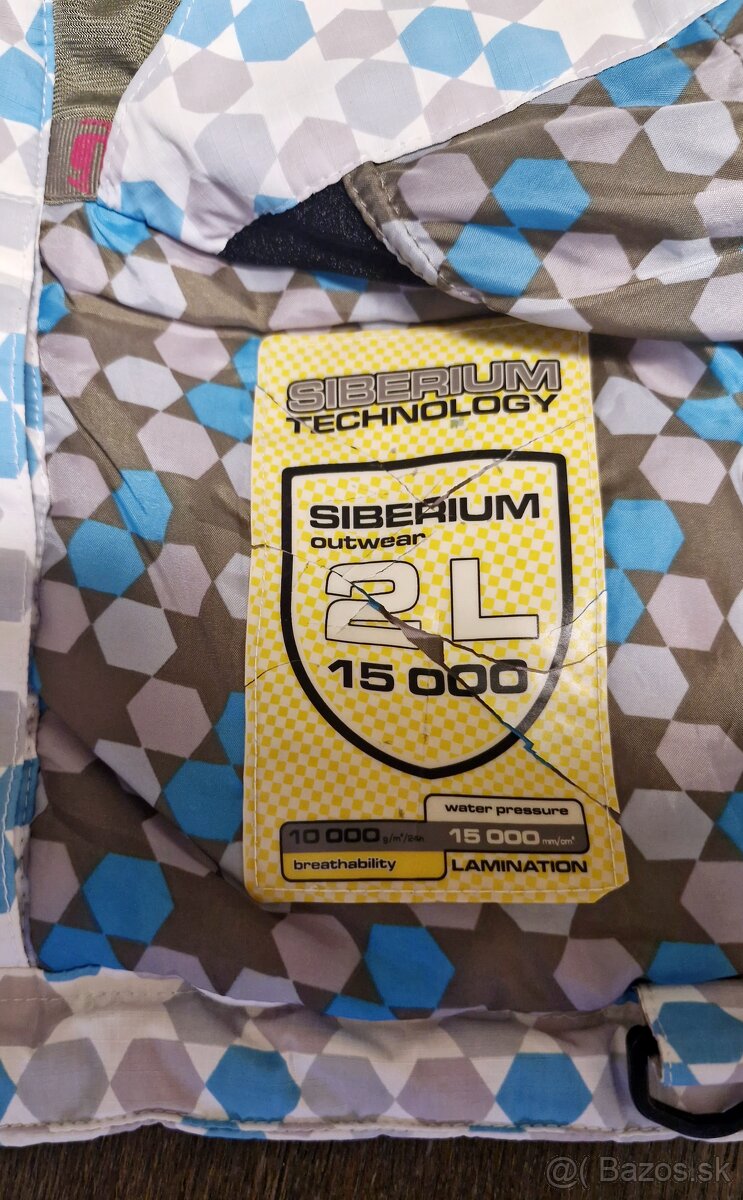 SIBERIUM
TECHNOLOGY
SIBERIUM
outwear
2L
15 000
water pressure
10 000 g/m²/24h 15 000 mm/cm²
breathability LAMINATION
@( Bazos.sk